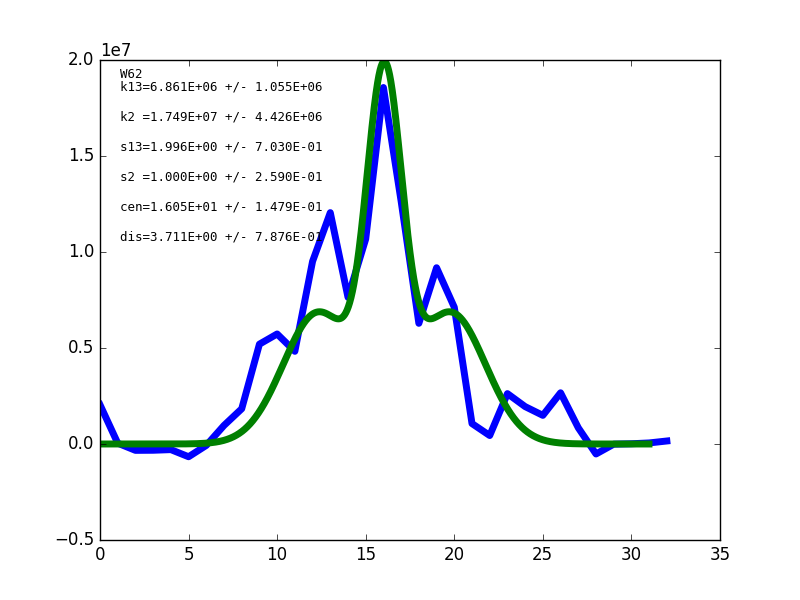 1e7
W62
k13=6.861E+06 +/- 1.055E+06
k2 =1.749E+07 +/- 4.426E+06
s13=1.996E+00 +/- 7.030E-01
s2 =1.000E+00 +/- 2.590E-01
cen=1.605E+01 +/- 1.479E-01
dis=3.711E+00 +/- 7.876E-01
2.0
1.5
1.0
0.5
0.0
−0.5
0 5 10 15 20 25 30 35